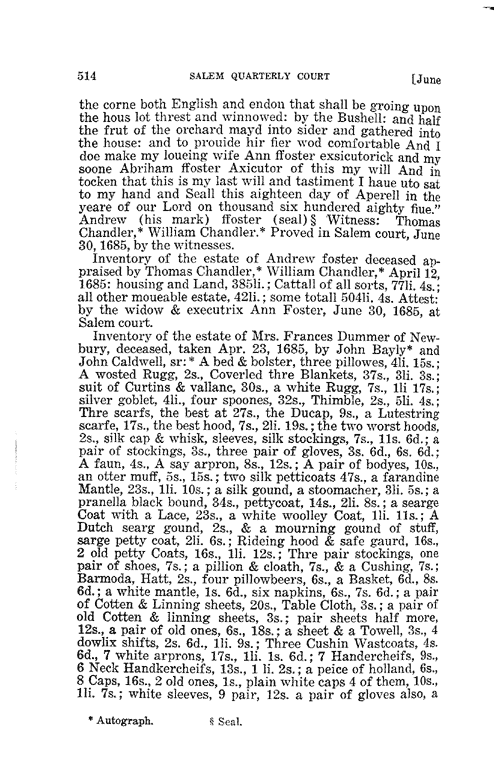 514 SALEM QUARTERLY COURT [June
the corne both English and endon that shall be groing upon
the hous lot threst and winnowed: by the Bushell: and half
the frut of the orchard mayd into sider and gathered into
the house: and to prouide hir fier wod comfortable And I
doe make my loueing wife Ann ffoster exsicutorick and my
soone Abriham ffoster Axicutor of this my will And in
tocken that this is my last will and tastiment I haue uto sat
to my hand and Seall this aighteen day of Aperell in the
yeare of our Lord on thousand six hundered aighty fiue."
Andrew (his mark) ffoster (seal)§ Witness: Thomas
Chandler,* William Chandler.* Proved in Salem court, June
30, 1685, by the witnesses.
Inventory of the estate of Andrew foster deceased ap-
praised by Thomas Chandler,* William Chandler,* April 12,
1685: housing and Land, 385li.; Cattall of all sorts, 77li. 4s.;
all other moueable estate, 42li.; some totall 504li. 4s. Attest:
by the widow & executrix Ann Foster, June 30, 1685, at
Salem court.
Inventory of the estate of Mrs. Frances Dummer of New-
bury, deceased, taken Apr. 23, 1685, by John Bayly* and
John Caldwell, sr:* A bed & bolster, three pillowes, 4li. 15s.;
A wosted Rugg, 2s., Coverled thre Blankets, 37s., 3li. 3s.;
suit of Curtins & vallanc, 30s., a white Rugg, 7s., 1li 17s.;
silver goblet, 4li., four spoones, 32s., Thimble, 2s., 5li. 4s.;
Thre scarfs, the best at 27s., the Ducap, 9s., a Lutestring
scarfe, 17s., the best hood, 7s., 2li. 19s.; the two worst hoods,
2s., silk cap & whisk, sleeves, silk stockings, 7s., 11s. 6d.; a
pair of stockings, 3s., three pair of gloves, 3s. 6d., 6s. 6d.;
A faun, 4s., A say arpron, 8s., 12s.; A pair of bodyes, 10s.,
an otter muff, 5s., 15s.; two silk petticoats 47s., a farandine
Mantle, 23s., 1li. 10s.; a silk gound, a stoomacher, 3li. 5s.; a
pranella black bound, 34s., pettycoat, 14s., 2li. 8s.; a searge
Coat with a Lace, 23s., a white woolley Coat, 1li. 11s.; A
Dutch searg gound, 2s., & a mourning gound of stuff,
sarge petty coat, 2li. 6s.; Rideing hood & safe gaurd, 16s.,
2 old petty Coats, 16s., 1li. 12s.; Thre pair stockings, one
pair of shoes, 7s.; a pillion & cloath, 7s., & a Cushing, 7s.;
Barmoda, Hatt, 2s., four pillowbeers, 6s., a Basket, 6d., 8s.
6d.; a white mantle, 1s. 6d., six napkins, 6s., 7s. 6d.; a pair
of Cotten & Linning sheets, 20s., Table Cloth, 3s.; a pair of
old Cotten & linning sheets, 3s.; pair sheets half more,
12s., a pair of old ones, 6s., 18s.; a sheet & a Towell, 3s., 4
dowlix shifts, 2s. 6d., 1li. 9s.; Three Cushin Wastcoats, 4s.
6d., 7 white arprons, 17s., 1li. 1s. 6d.; 7 Handercheifs, 9s.,
6 Neck Handkercheifs, 13s., 1 li. 2s.; a peice of holland, 6s.,
8 Caps, 16s., 2 old ones, 1s., plain white caps 4 of them, 10s.,
1li. 7s.; white sleeves, 9 pair, 12s. a pair of gloves also, a
* Autograph. § Seal.